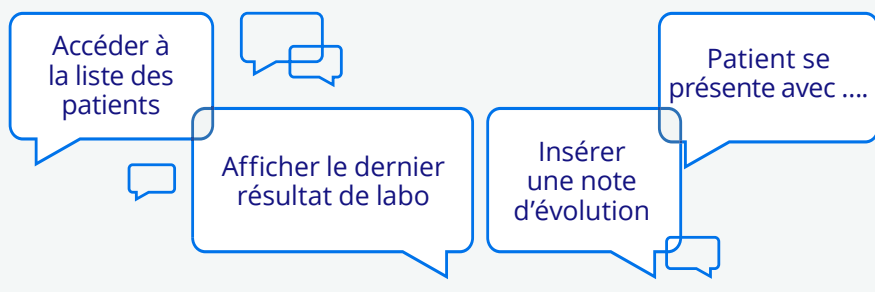 Accéder à
la liste des
patients
Afficher le dernier
résultat de labo
Insérer
une note
d’évolution
Patient se
présente avec ....